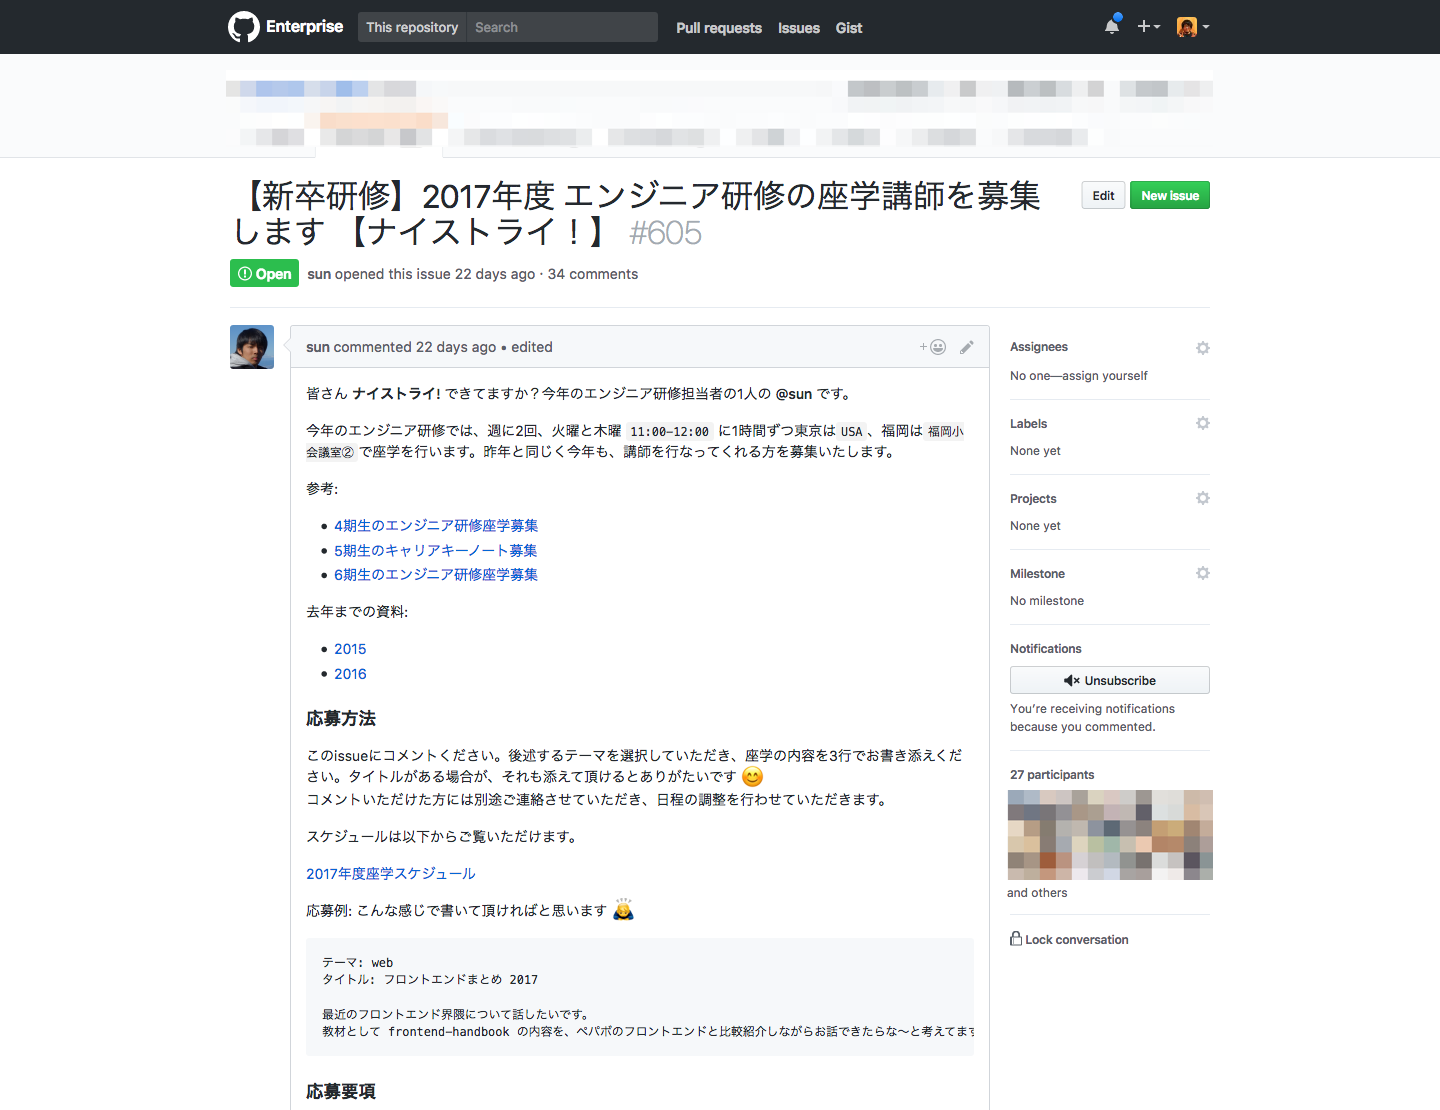 Enterprise This repository Search Pull requests Issues Gist
【新卒研修】2017年度 エンジニア研修の座学講師を募集
します 【ナイストライ！】 #605
Edit New issue
Open sun opened this issue 22 days ago · 34 comments
sun commented 22 days ago • edited
皆さん ナイストライ! できてますか？今年のエンジニア研修担当者の1人の @sun です。
今年のエンジニア研修では、週に2回、火曜と木曜 11:00-12:00 に1時間ずつ東京は USA 、福岡は 福岡小
会議室② で座学を行います。昨年と同じく今年も、講師を行なってくれる方を募集いたします。
参考:
• 4期生のエンジニア研修座学募集
• 5期生のキャリアキーノート募集
• 6期生のエンジニア研修座学募集
去年までの資料:
• 2015
• 2016
応募方法
このissueにコメントください。後述するテーマを選択していただき、座学の内容を3行でお書き添えくだ
さい。タイトルがある場合が、それも添えて頂けるとありがたいです 😊
コメントいただけた方には別途ご連絡させていただき、日程の調整を行わせていただきます。
スケジュールは以下からご覧いただけます。
2017年度座学スケジュール
応募例: こんな感じで書いて頂ければと思います 🙇
テーマ: web
タイトル: フロントエンドまとめ 2017
最近のフロントエンド界隈について話したいです。
教材として frontend-handbook の内容を、ペパボのフロントエンドと比較紹介しながらお話できたらな〜と考えてます
応募要項
Assignees
No one—assign yourself
Labels
None yet
Projects
None yet
Milestone
No milestone
Notifications
Unsubscribe
You're receiving notifications
because you commented.
27 participants
and others
Lock conversation